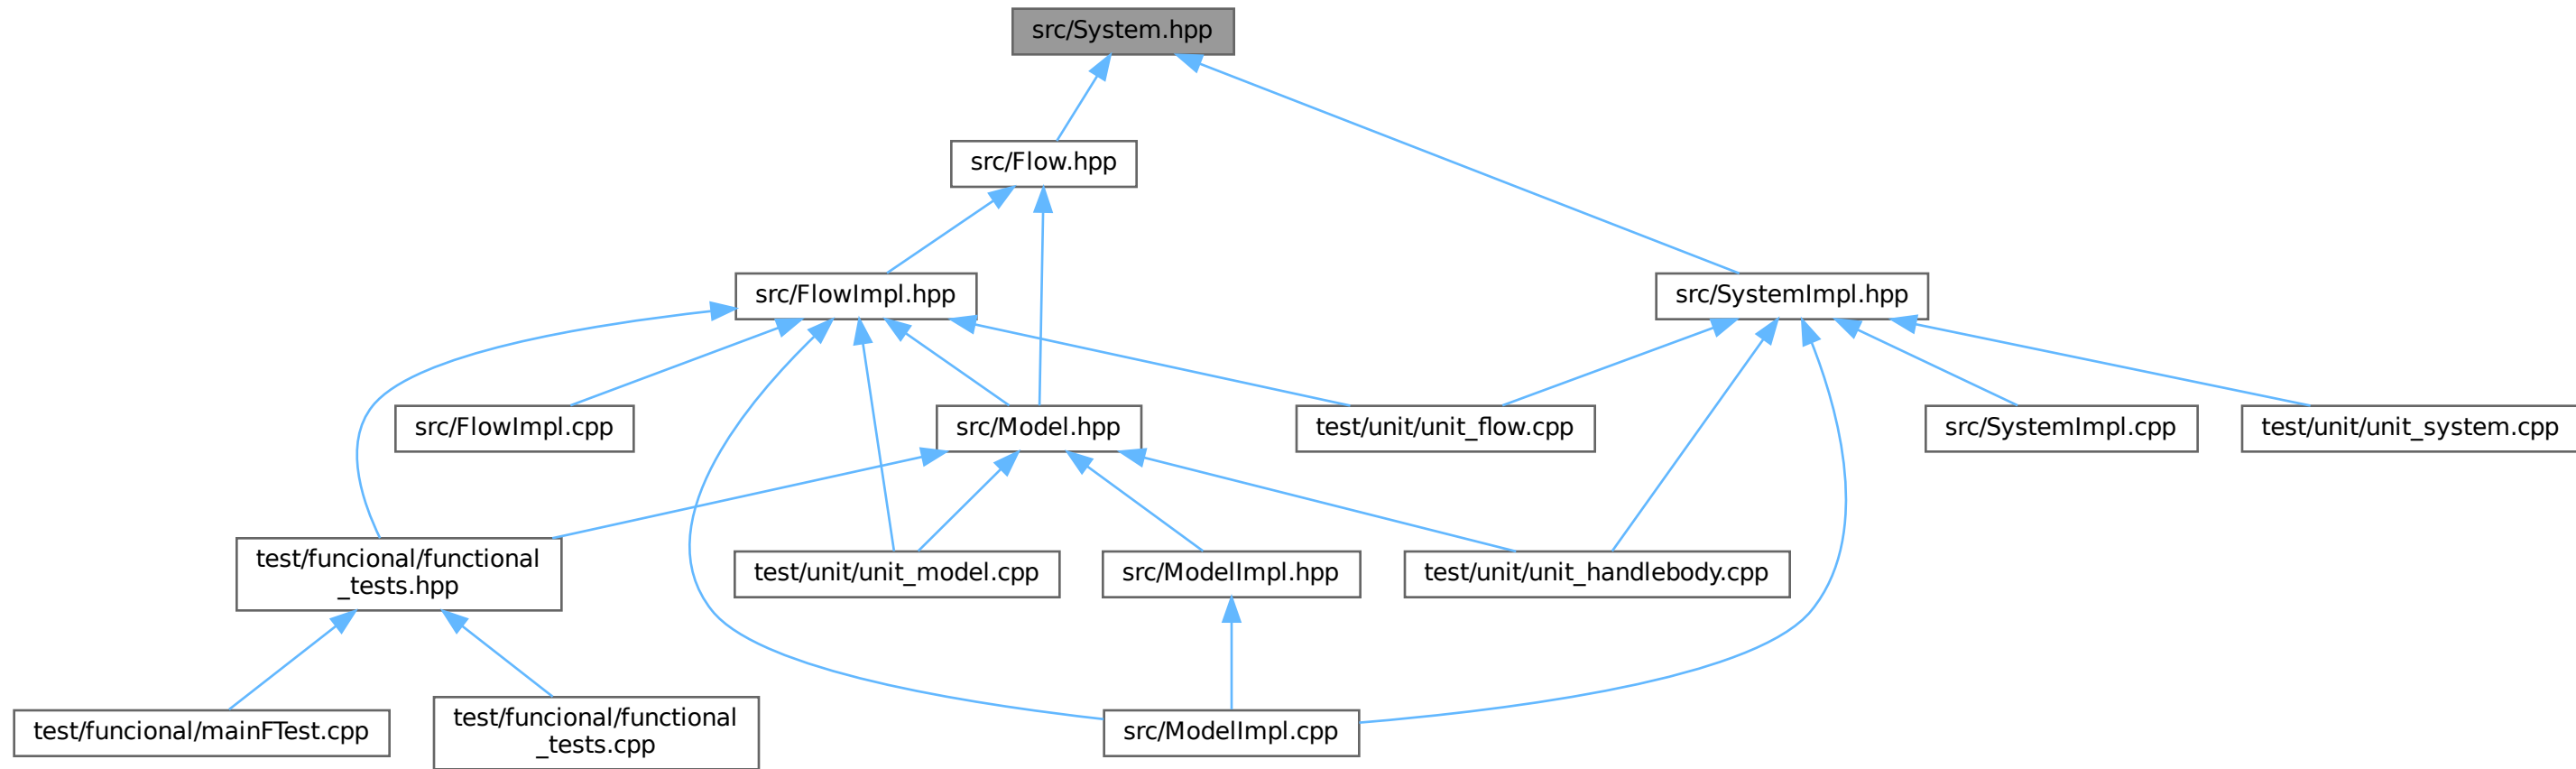 src/System.hpp
src/Flow.hpp
src/FlowImpl.hpp
src/SystemImpl.hpp
src/FlowImpl.cpp
src/Model.hpp
test/unit/unit_flow.cpp
src/SystemImpl.cpp
test/unit/unit_system.cpp
test/funcional/functional
_tests.hpp
test/unit/unit_model.cpp
src/ModelImpl.hpp
test/unit/unit_handlebody.cpp
test/funcional/mainFTest.cpp
test/funcional/functional
_tests.cpp
src/ModelImpl.cpp